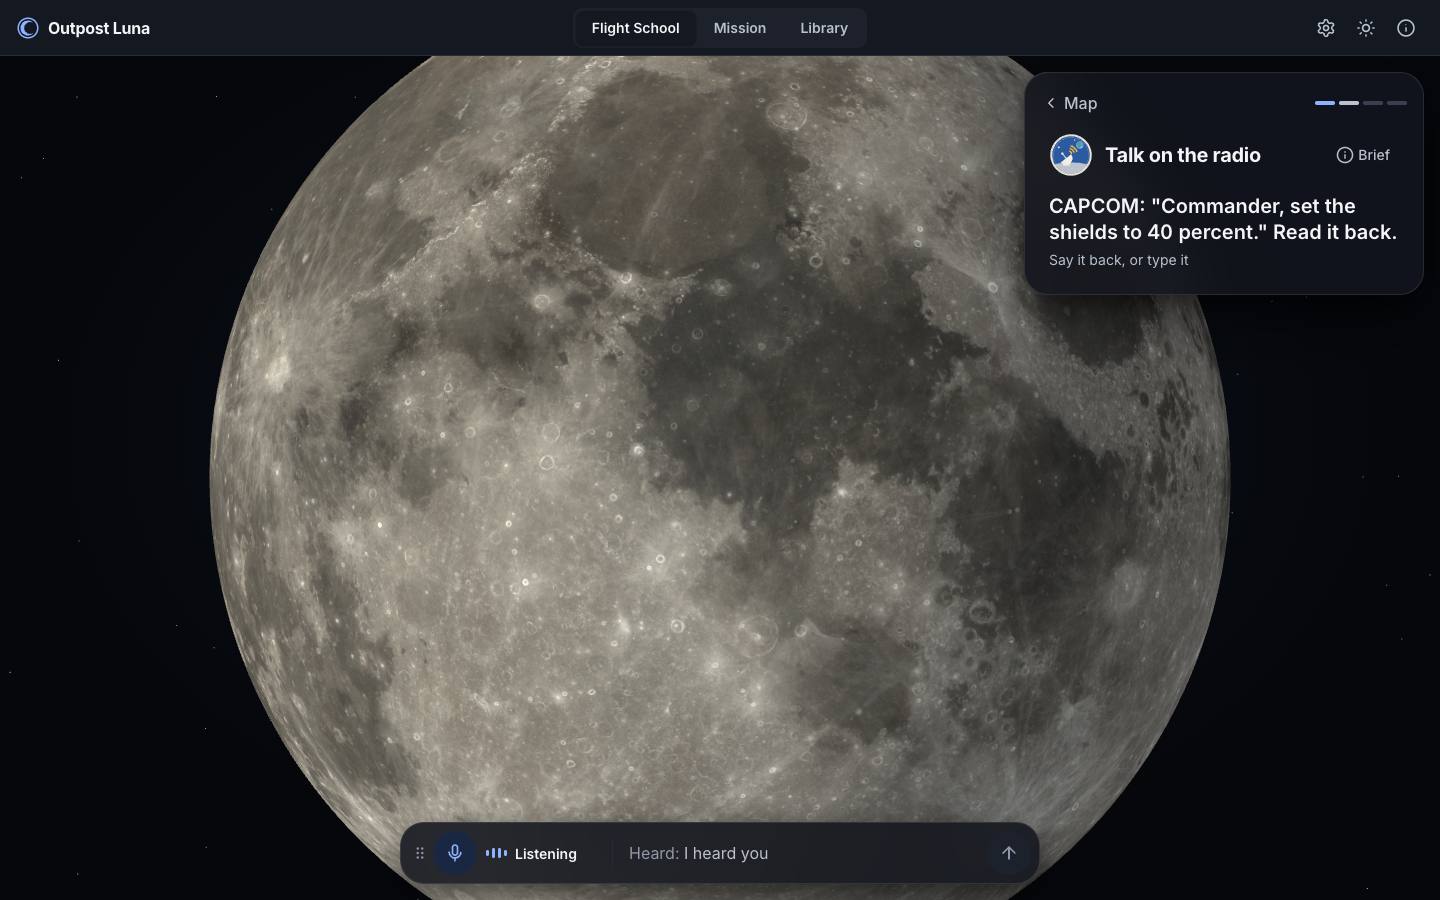 Outpost Luna
Flight School
Mission
Library
Map
Talk on the radio
Brief
CAPCOM: "Commander, set the
shields to 40 percent." Read it back.
Say it back, or type it
Listening
Heard: I heard you